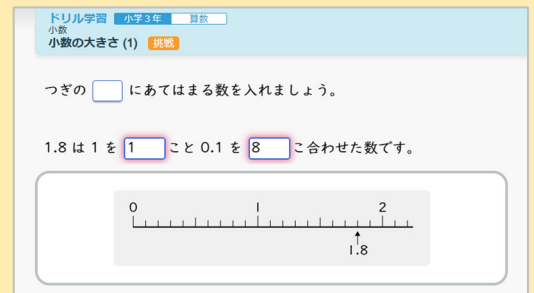 ドリル学習 小学3年 算数
小数
小数の大きさ (1) 挑戦
つぎの にあてはまる数を入れましょう。
1.8 は 1 を 1 こと 0.1 を 8 こ合わせた数です。
0 1 2
1.8